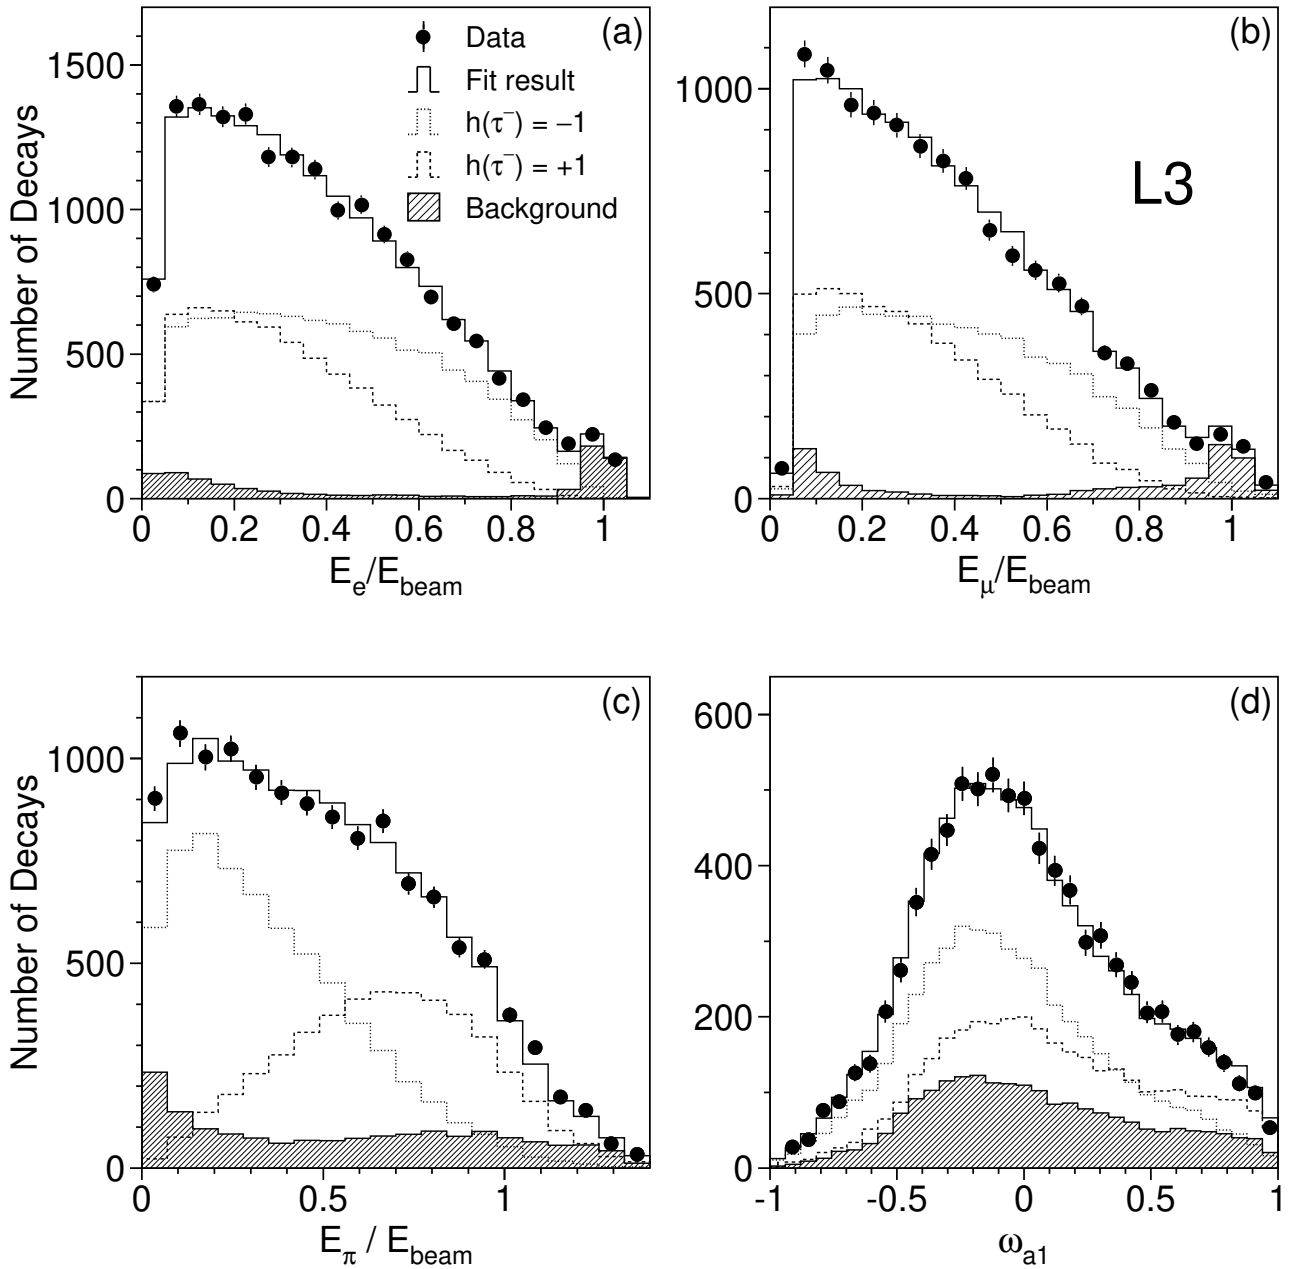 (a)
Data
Fit result
h(τ⁻) = −1
h(τ⁻) = +1
Background
Number of Decays
1500
1000
500
0
0 0.2 0.4 0.6 0.8 1
E_e/E_beam
(b)
L3
1000
500
0
0 0.2 0.4 0.6 0.8 1
E_μ/E_beam
(c)
Number of Decays
1000
500
0
0 0.5 1
E_π / E_beam
(d)
600
400
200
0
-1 -0.5 0 0.5 1
ω_a1